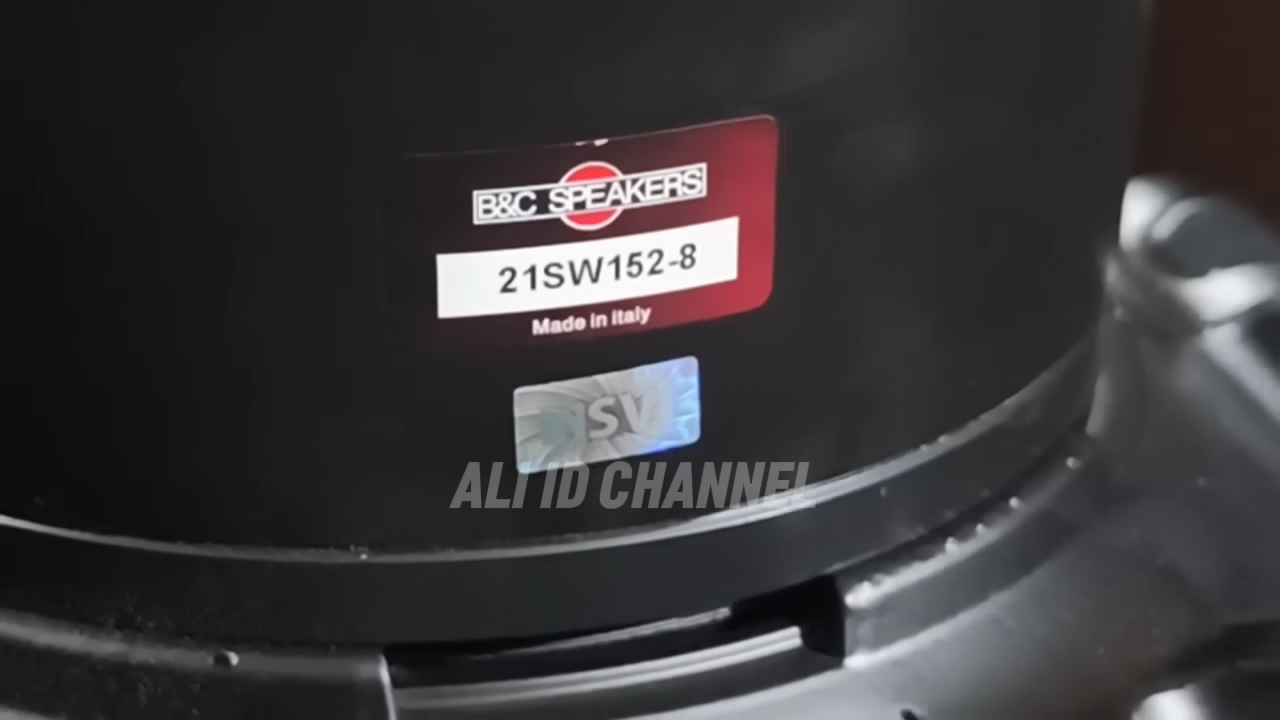 B&C SPEAKERS
21SW152-8
Made in Italy
SV
ALI ID CHANNEL